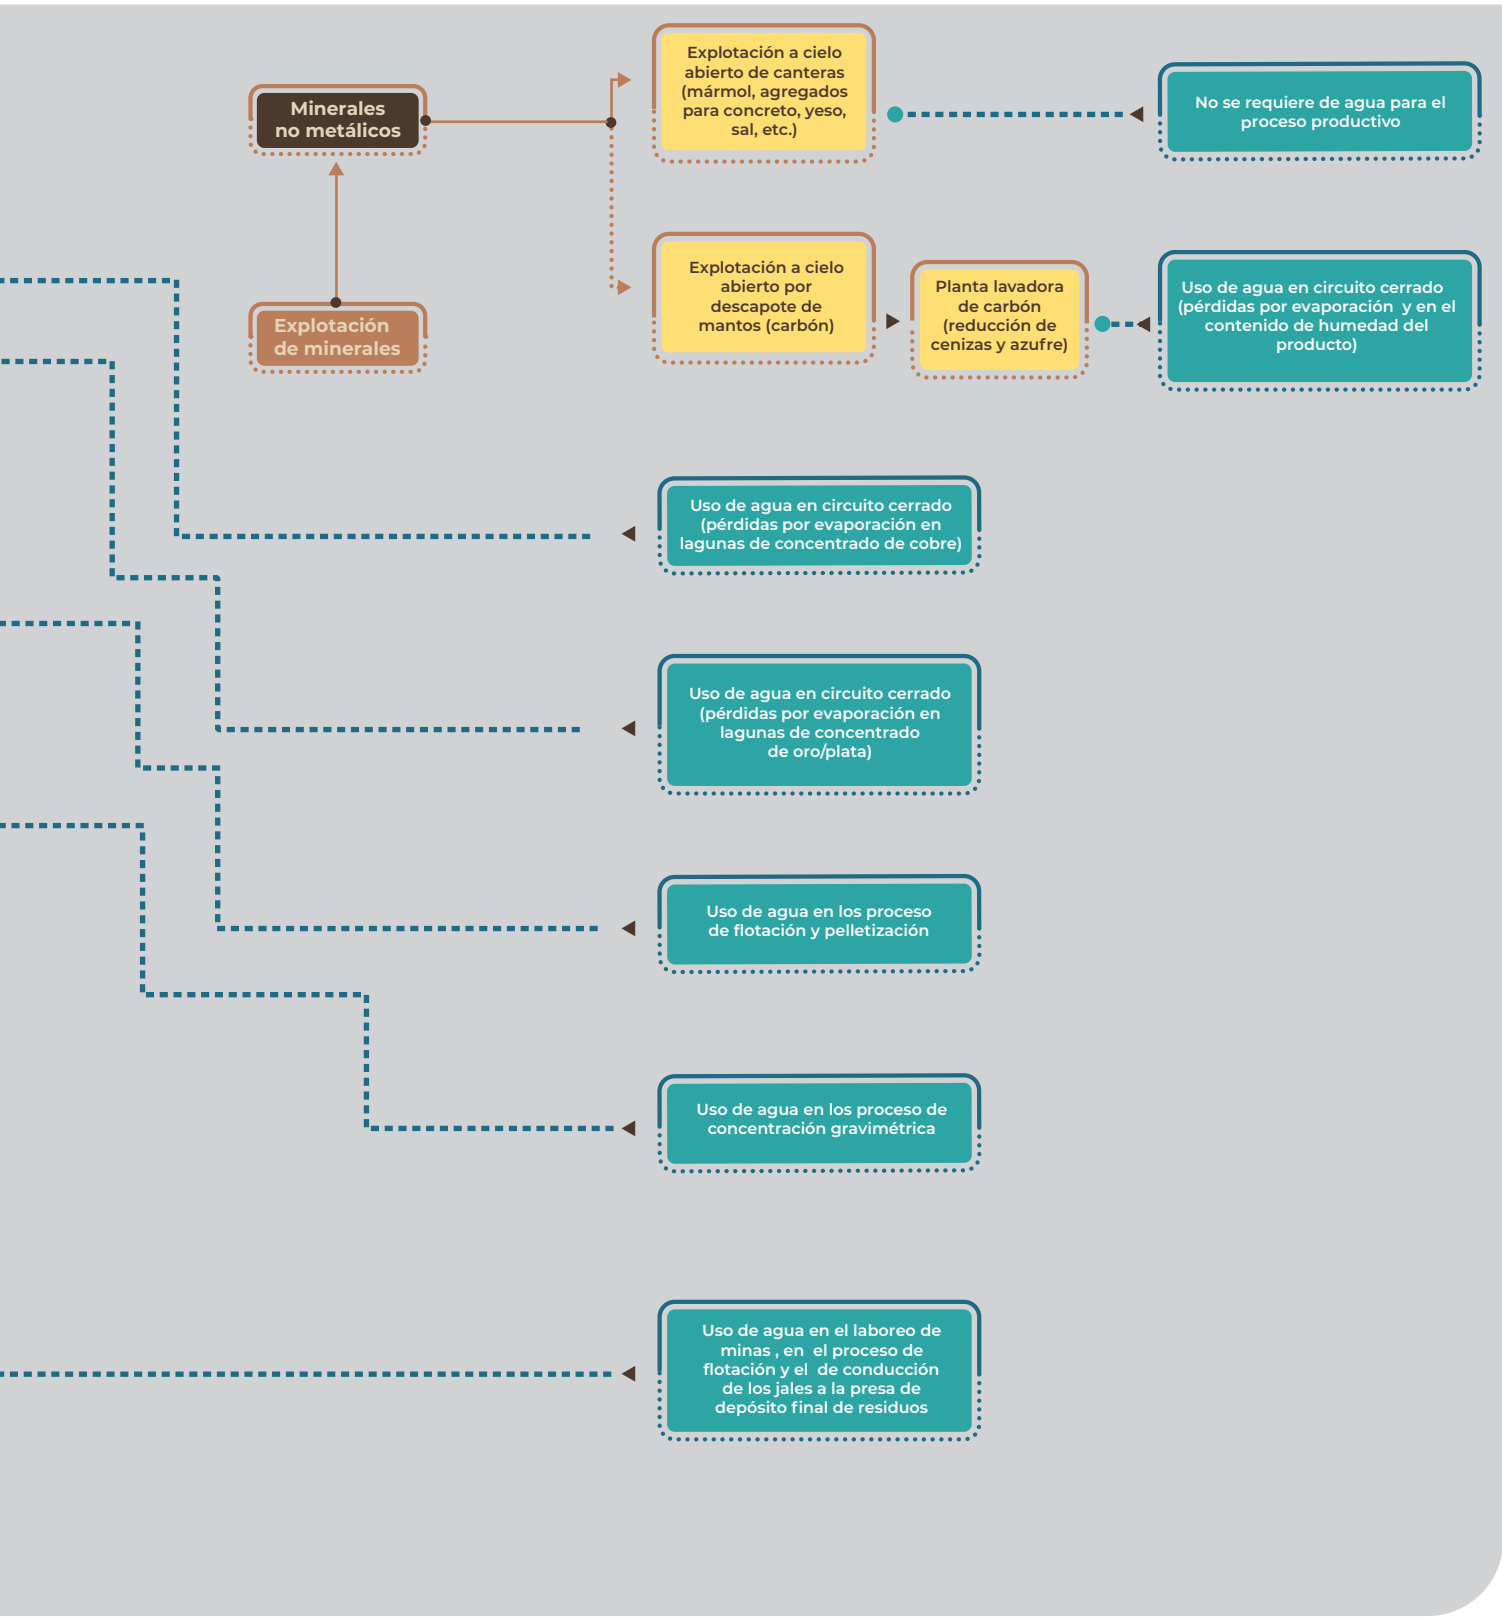 Minerales
no metálicos
Explotación a cielo
abierto de canteras
(mármol, agregados
para concreto, yeso,
sal, etc.)
No se requiere de agua para el
proceso productivo
Explotación
de minerales
Explotación a cielo
abierto por
descapote de
mantos (carbón)
Planta lavadora
de carbón
(reducción de
cenizas y azufre)
Uso de agua en circuito cerrado
(pérdidas por evaporación y en el
contenido de humedad del
producto)
Uso de agua en circuito cerrado
(pérdidas por evaporación en
lagunas de concentrado de cobre)
Uso de agua en circuito cerrado
(pérdidas por evaporación en
lagunas de concentrado
de oro/plata)
Uso de agua en los proceso
de flotación y pelletización
Uso de agua en los proceso de
concentración gravimétrica
Uso de agua en el laboreo de
minas , en el proceso de
flotación y el de conducción
de los jales a la presa de
depósito final de residuos